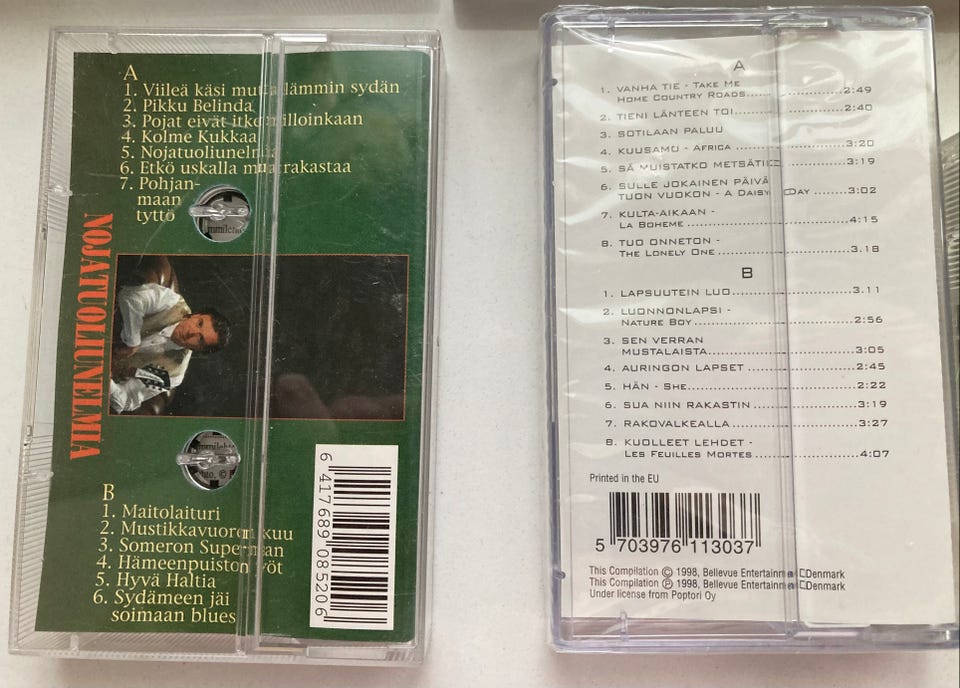 A
1. Viileä käsi mutta lämmin sydän
2. Pikku Belinda
3. Pojat eivät itke milloinkaan
4. Kolme Kukkaa
5. Nojatuoliunelmia
6. Etkö uskalla mua rakastaa
7. Pohjan-
maan
tyttö
NOJATUOLIUNELMIA
B
1. Maitolaituri
2. Mustikkavuoren kuu
3. Someron Superman
4. Hämeenpuiston yöt
5. Hyvä Haltia
6. Sydämeen jäi
soimaan blues
6 417689 085206
A
1. VANHA TIE - TAKE ME
HOME COUNTRY ROADS...2:49
2. TIENI LÄNTEEN TOI...2:40
3. SOTILAAN PALUU
4. KUUSAMO - AFRICA...3:20
5. SÄ MUISTATKO METSÄTIEN...3:19
6. SULLE JOKAINEN PÄIVÄ
TUON VUOKON - A DAISY A DAY...3:02
7. KULTA-AIKAAN -
LA BOHEME...4:15
8. TUO ONNETON -
THE LONELY ONE...3.18
B
1. LAPSUUTEIN LUO...3.11
2. LUONNONLAPSI -
NATURE BOY...2:56
3. SEN VERRAN
MUSTALAISTA...3:05
4. AURINGON LAPSET...2:45
5. HÄN - SHE...2:22
6. SUA NIIN RAKASTIN...3:19
7. RAKOVALKEALLA...3:27
8. KUOLLEET LEHDET -
LES FEUILLES MORTES...4:07
Printed in the EU
5 703976 113037
This Compilation © 1998, Bellevue Entertainment Denmark
This Compilation ℗ 1998, Bellevue Entertainment Denmark
Under license from Poptori Oy